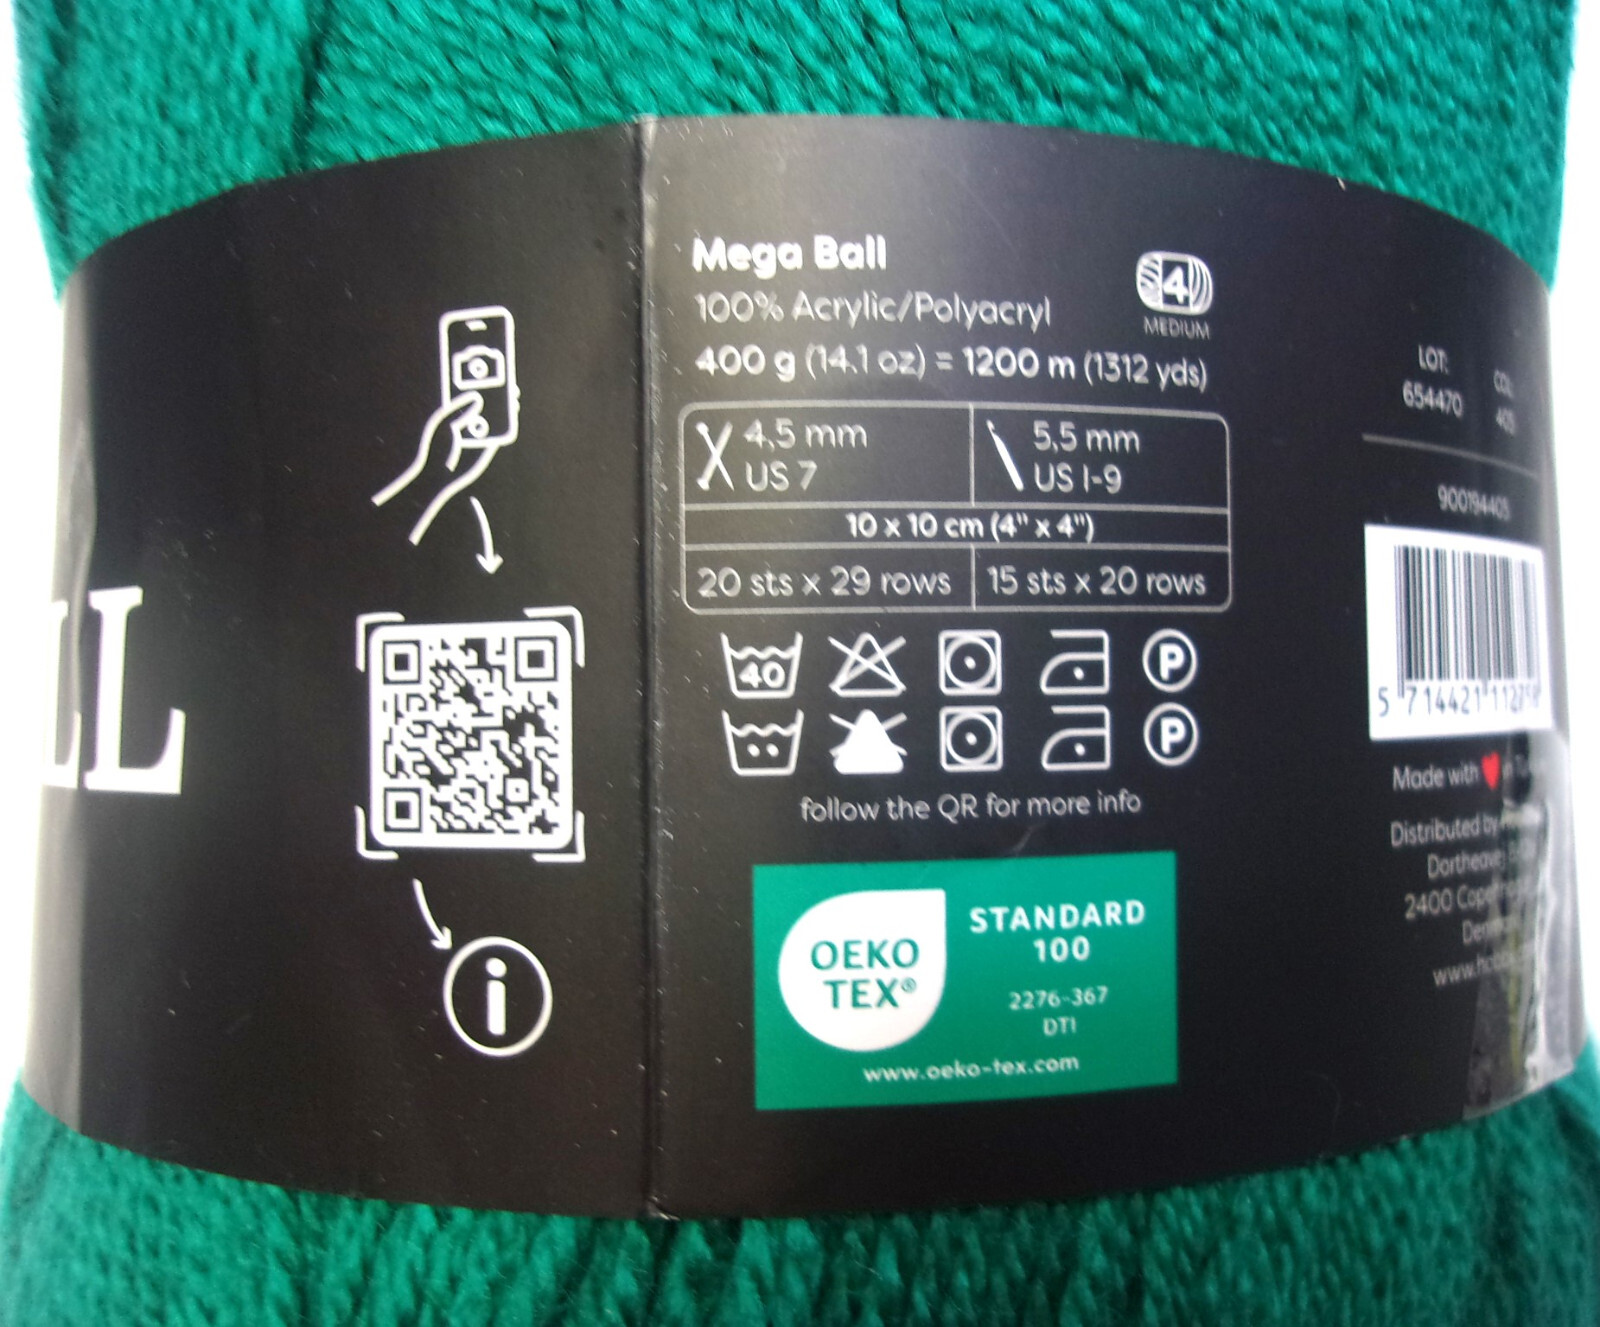 LL
Mega Ball
4
MEDIUM
100% Acrylic/Polyacryl
400 g (14.1 oz) = 1200 m (1312 yds)
4,5 mm
US 7
5,5 mm
US I-9
10 x 10 cm (4" x 4")
20 sts x 29 rows
15 sts x 20 rows
40
P
P
follow the QR for more info
OEKO
TEX®
STANDARD
100
2276-367
DTI
www.oeko-tex.com
LOT:
654470
COL
405
900194405
5 714421
Made with
Distributed by
2400